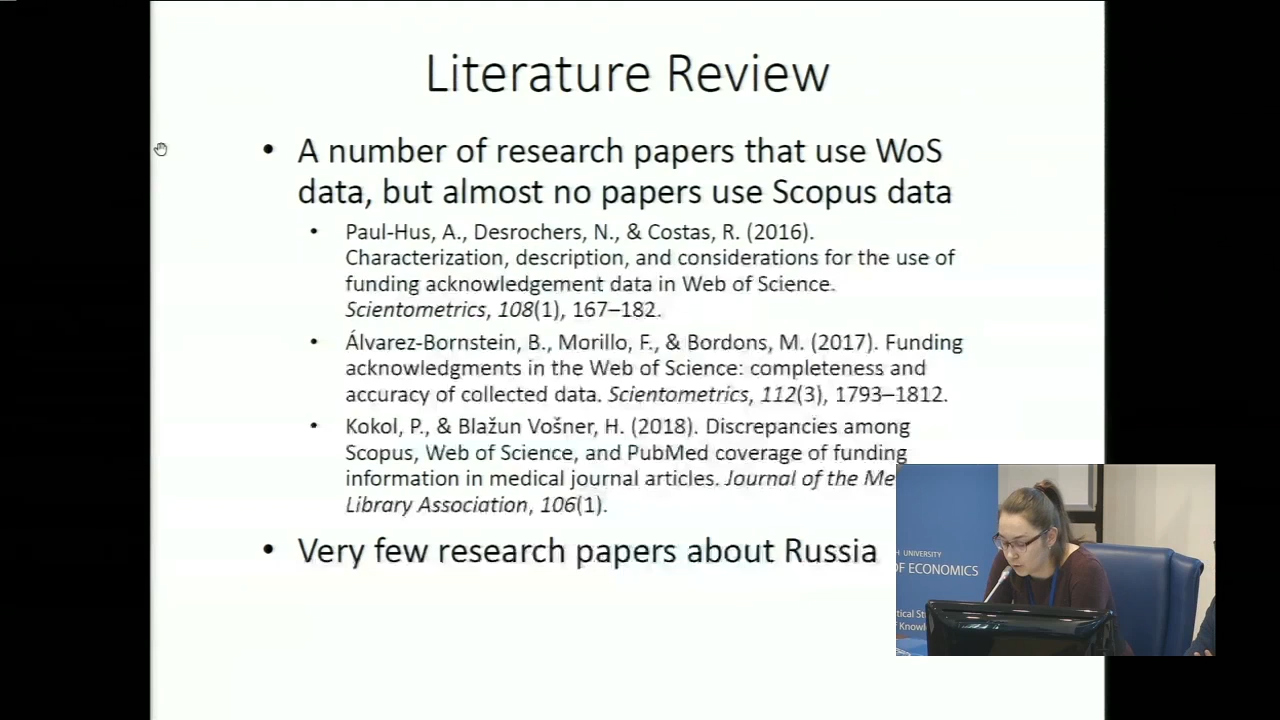 Literature Review
• A number of research papers that use WoS
data, but almost no papers use Scopus data
• Paul-Hus, A., Desrochers, N., & Costas, R. (2016).
Characterization, description, and considerations for the use of
funding acknowledgement data in Web of Science.
Scientometrics, 108(1), 167–182.
• Álvarez-Bornstein, B., Morillo, F., & Bordons, M. (2017). Funding
acknowledgments in the Web of Science: completeness and
accuracy of collected data. Scientometrics, 112(3), 1793–1812.
• Kokol, P., & Blažun Vošner, H. (2018). Discrepancies among
Scopus, Web of Science, and PubMed coverage of funding
information in medical journal articles. Journal of the Me
Library Association, 106(1).
• Very few research papers about Russia
H UNIVERSITY
OF ECONOMICS
tical St
f Know